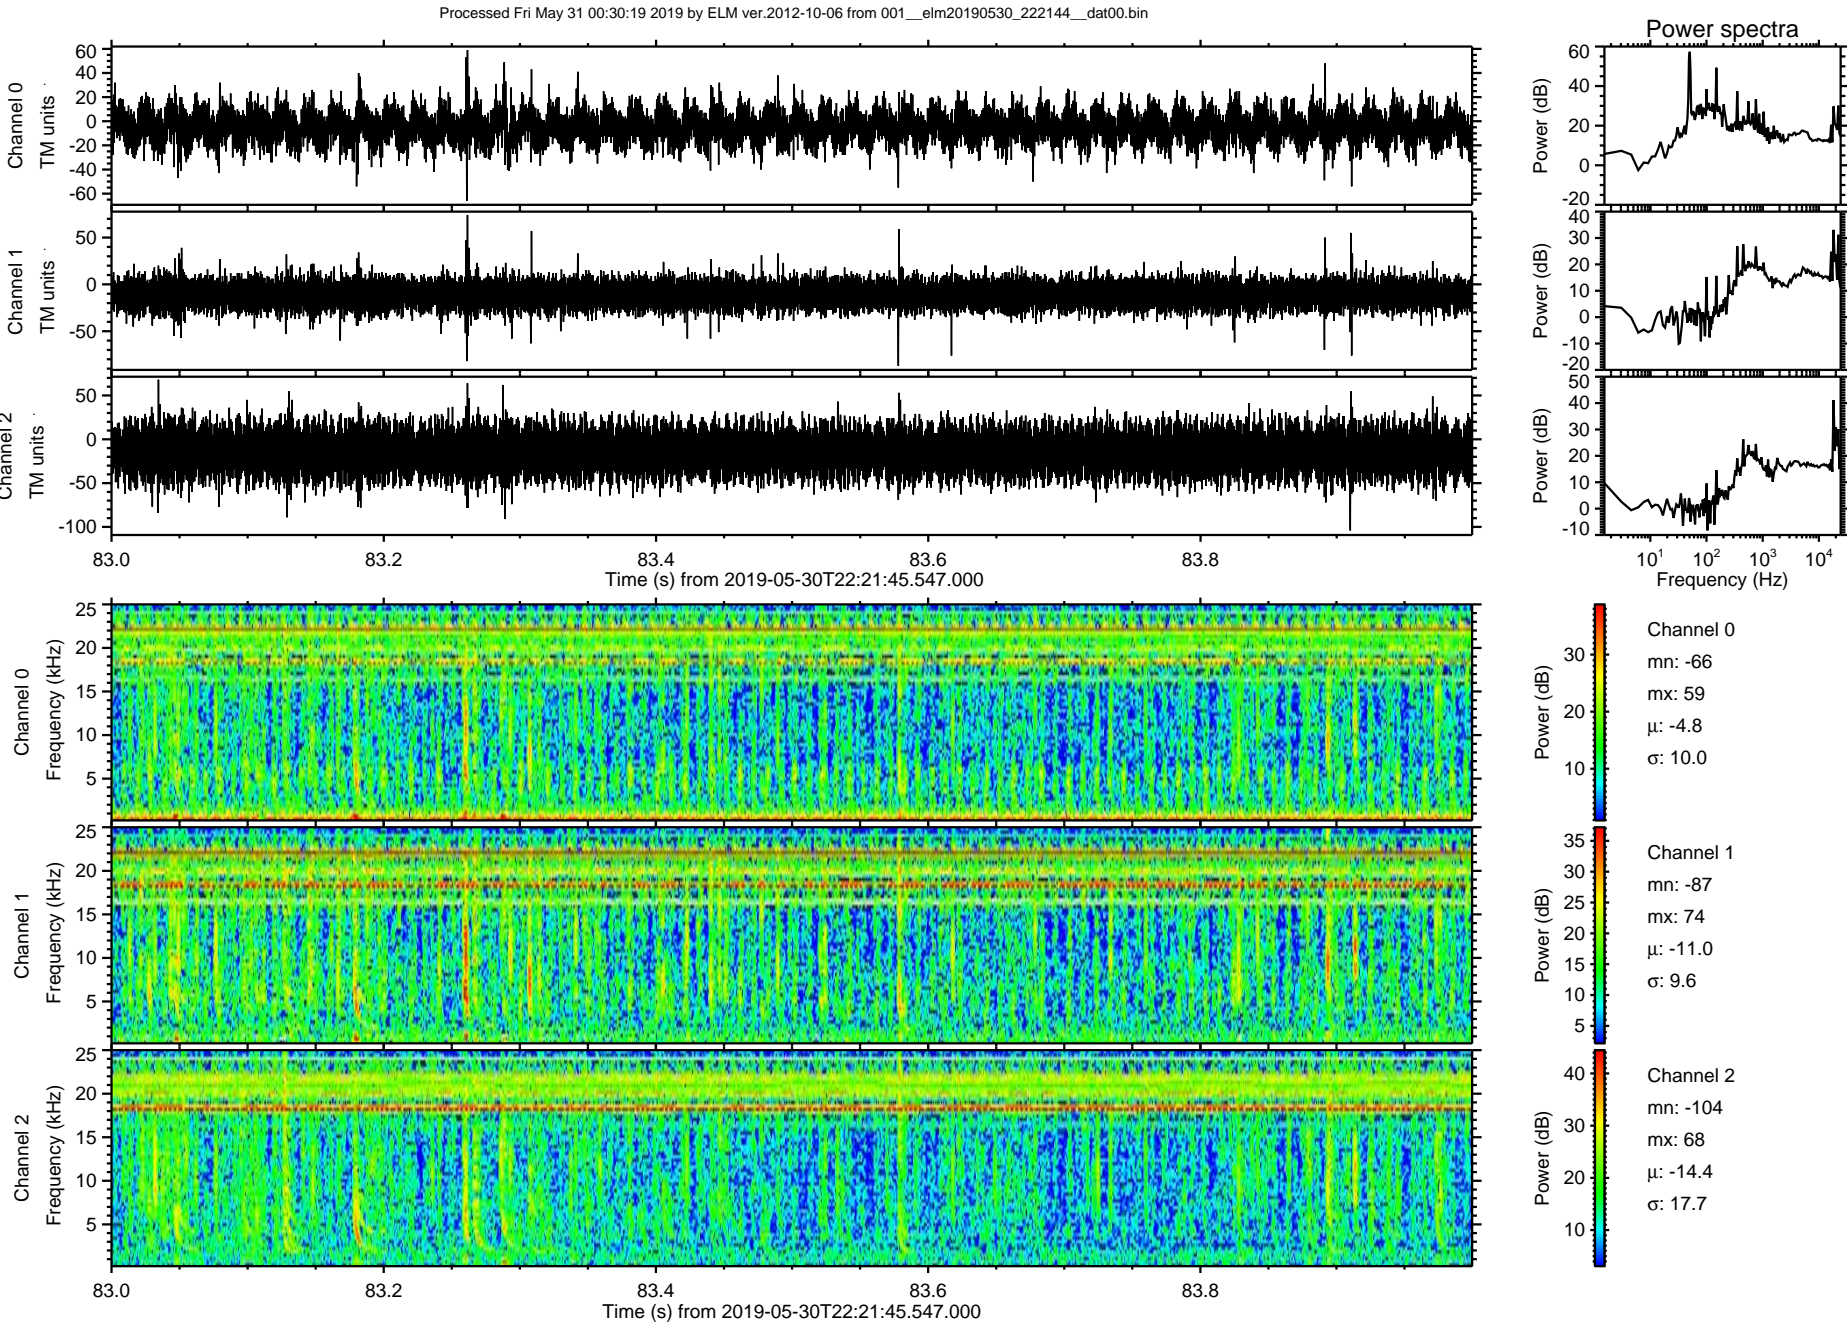 Processed Fri May 31 00:30:19 2019 by ELM ver.2012-10-06 from 001__elm20190530_222144__dat00.bin
Power spectra
Channel 0
TM units
60
40
20
0
-20
-40
-60
Power (dB)
60
40
20
0
-20
Channel 1
TM units
50
0
-50
Power (dB)
40
30
20
10
0
-10
-20
Channel 2
TM units
50
0
-50
-100
Power (dB)
50
40
30
20
10
0
-10
83.0 83.2 83.4 83.6 83.8
Time (s) from 2019-05-30T22:21:45.547.000
10^1 10^2 10^3 10^4
Frequency (Hz)
Channel 0
Frequency (kHz)
25
20
15
10
5
Power (dB)
30
20
10
Channel 0
mn: -66
mx: 59
μ: -4.8
σ: 10.0
Channel 1
Frequency (kHz)
25
20
15
10
5
Power (dB)
35
30
25
20
15
10
5
Channel 1
mn: -87
mx: 74
μ: -11.0
σ: 9.6
Channel 2
Frequency (kHz)
25
20
15
10
5
Power (dB)
40
30
20
10
Channel 2
mn: -104
mx: 68
μ: -14.4
σ: 17.7
83.0 83.2 83.4 83.6 83.8
Time (s) from 2019-05-30T22:21:45.547.000